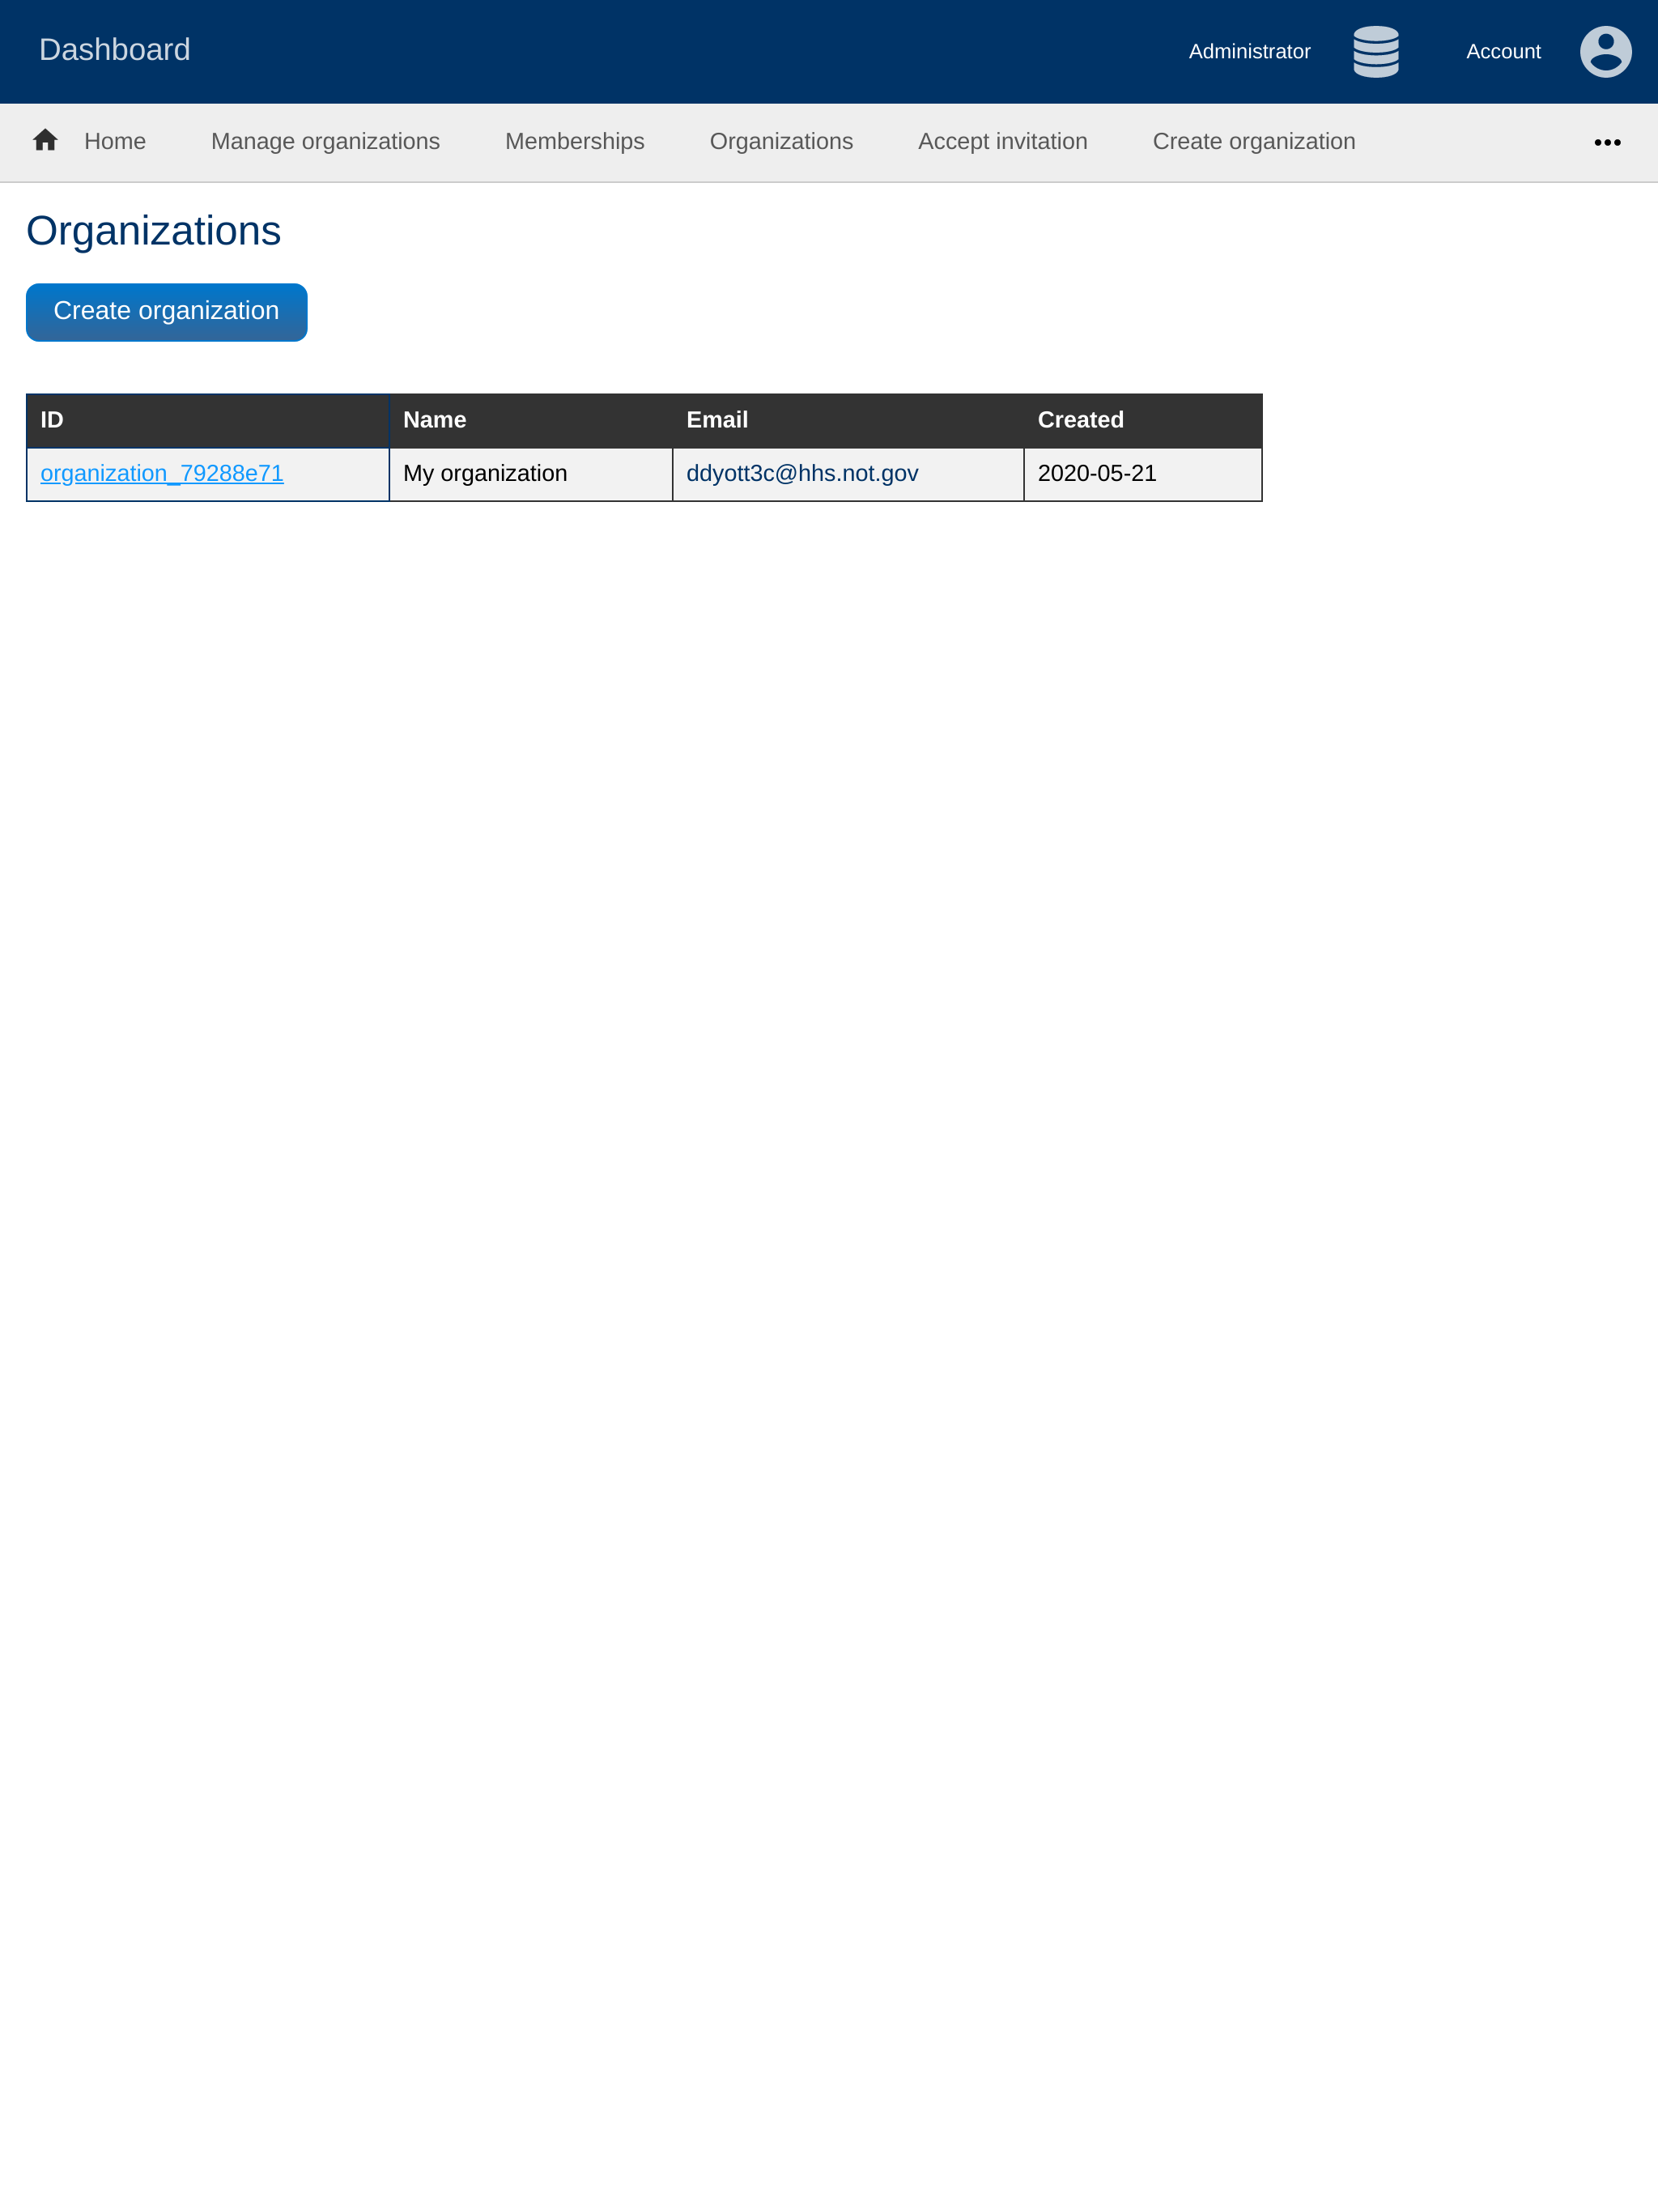 Dashboard Administrator Account
Home Manage organizations Memberships Organizations Accept invitation Create organization
Organizations
Create organization
ID Name Email Created
organization_79288e71 My organization ddyott3c@hhs.not.gov 2020-05-21